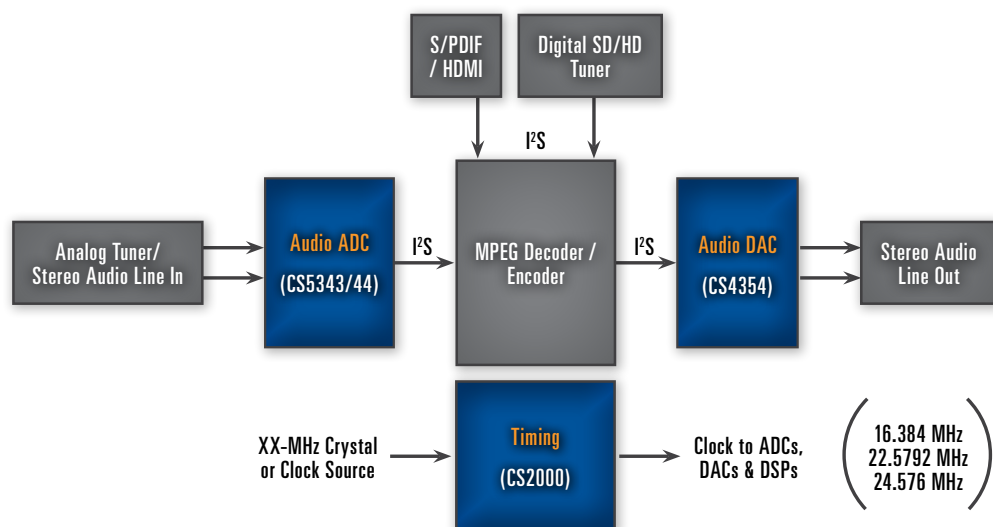 S/PDIF
/ HDMI
Digital SD/HD
Tuner
I²S
Analog Tuner/
Stereo Audio Line In
Audio ADC
(CS5343/44)
I²S
MPEG Decoder /
Encoder
I²S
Audio DAC
(CS4354)
Stereo Audio
Line Out
XX-MHz Crystal
or Clock Source
Timing
(CS2000)
Clock to ADCs,
DACs & DSPs
16.384 MHz
22.5792 MHz
24.576 MHz